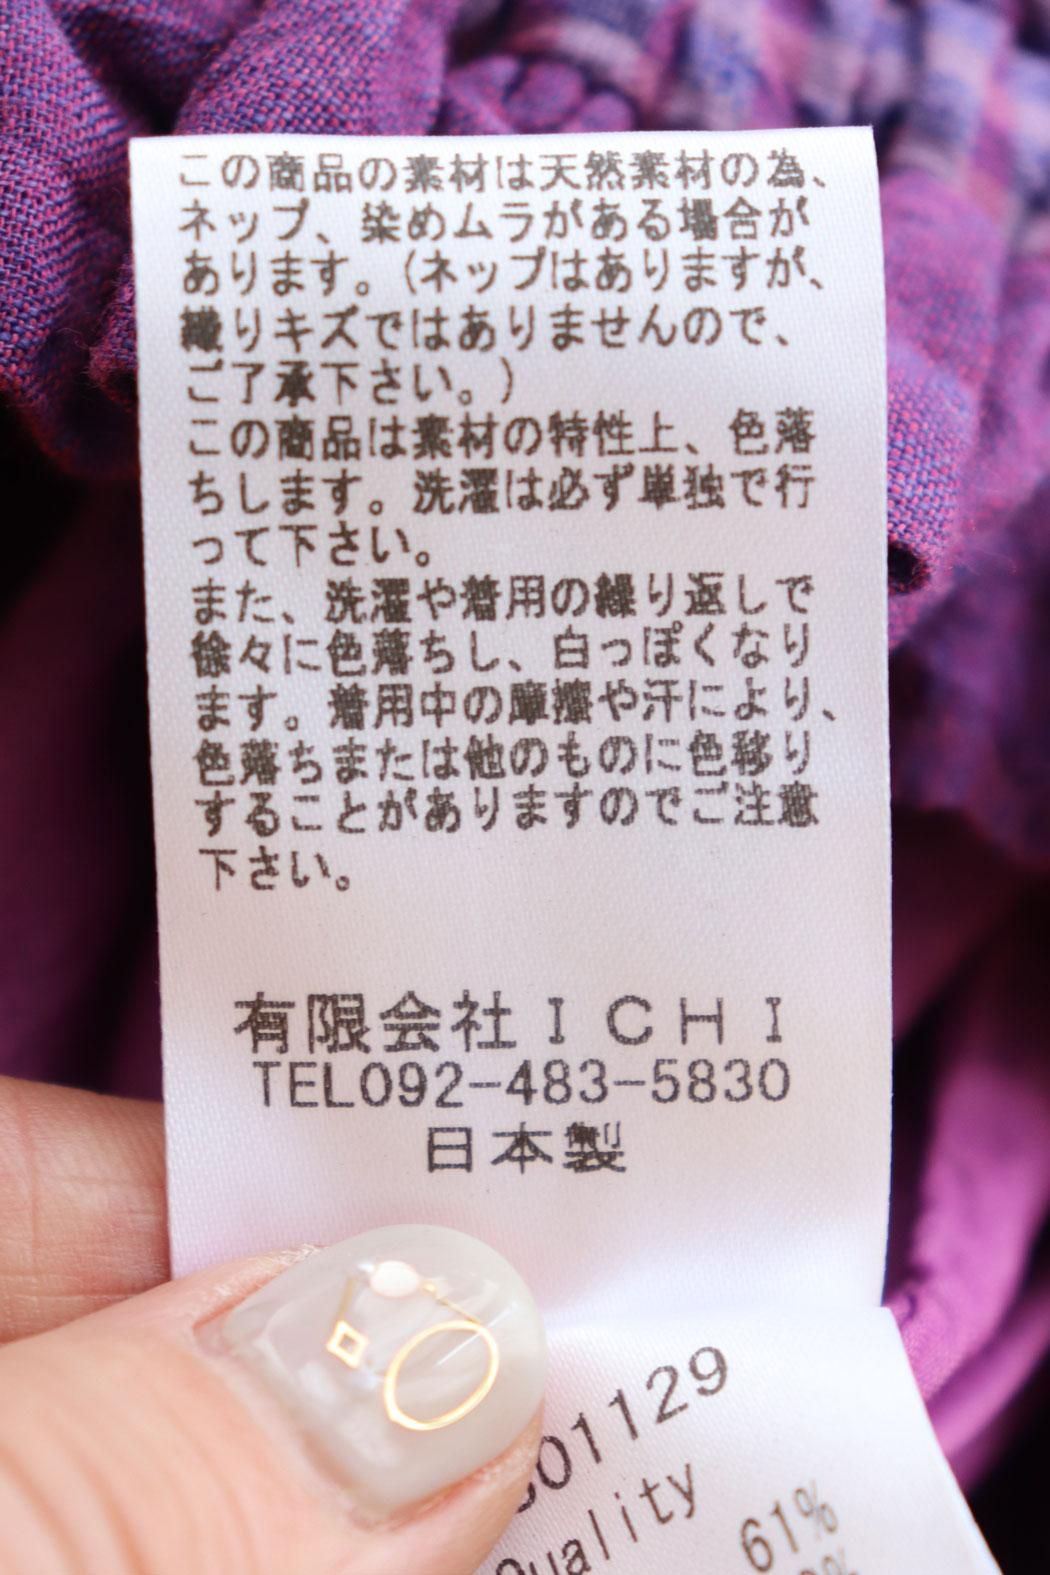 この商品の素材は天然素材の為、
ネップ、染めムラがある場合が
あります。(ネップはありますが、
織りキズではありませんので、
ご了承下さい。)
この商品は素材の特性上、色落
ちします。洗濯は必ず単独で行
って下さい。
また、洗濯や着用の繰り返しで
徐々に色落ちし、白っぽくなり
ます。着用中の摩擦や汗により、
色落ちまたは他のものに色移り
することがありますのでご注意
下さい。
有限会社ICHI
TEL092-483-5830
日本製
01129
Quality
61%